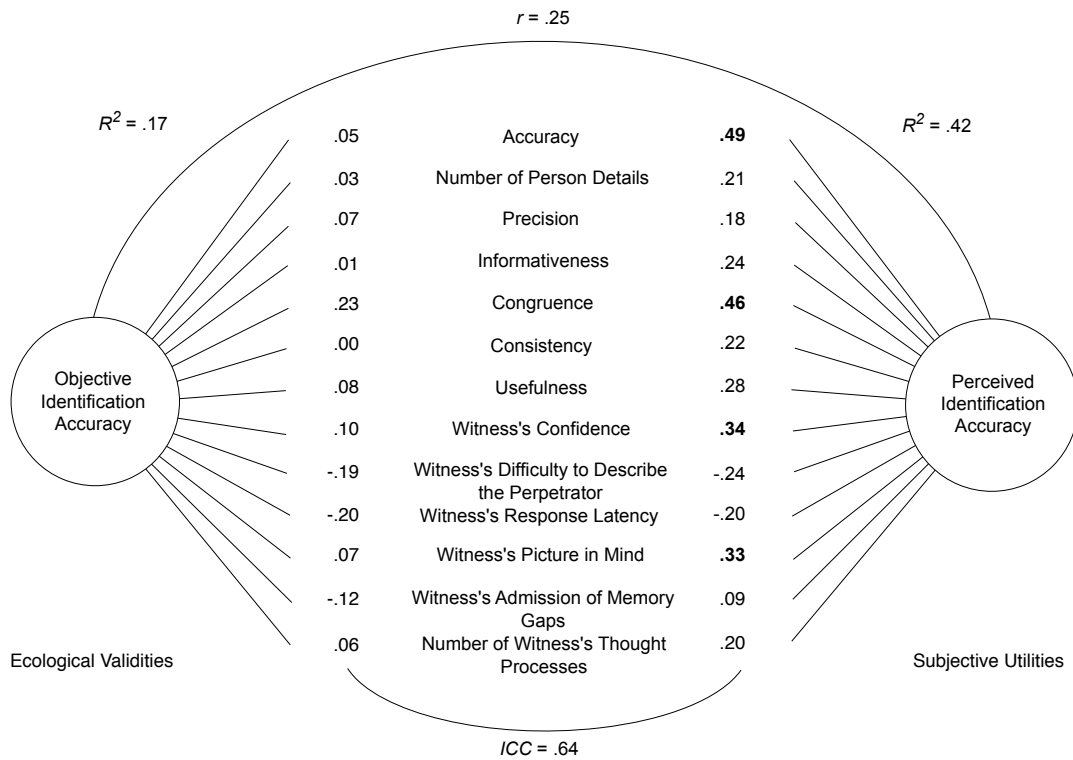 r = .25
R² = .17
R² = .42
.05 Accuracy .49
.03 Number of Person Details .21
.07 Precision .18
.01 Informativeness .24
.23 Congruence .46
.00 Consistency .22
Objective
Identification
Accuracy
.08 Usefulness .28
Perceived
Identification
Accuracy
.10 Witness's Confidence .34
-.19 Witness's Difficulty to Describe -.24
the Perpetrator
-.20 Witness's Response Latency -.20
.07 Witness's Picture in Mind .33
-.12 Witness's Admission of Memory .09
Gaps
.06 Number of Witness's Thought .20
Processes
Ecological Validities
Subjective Utilities
ICC = .64